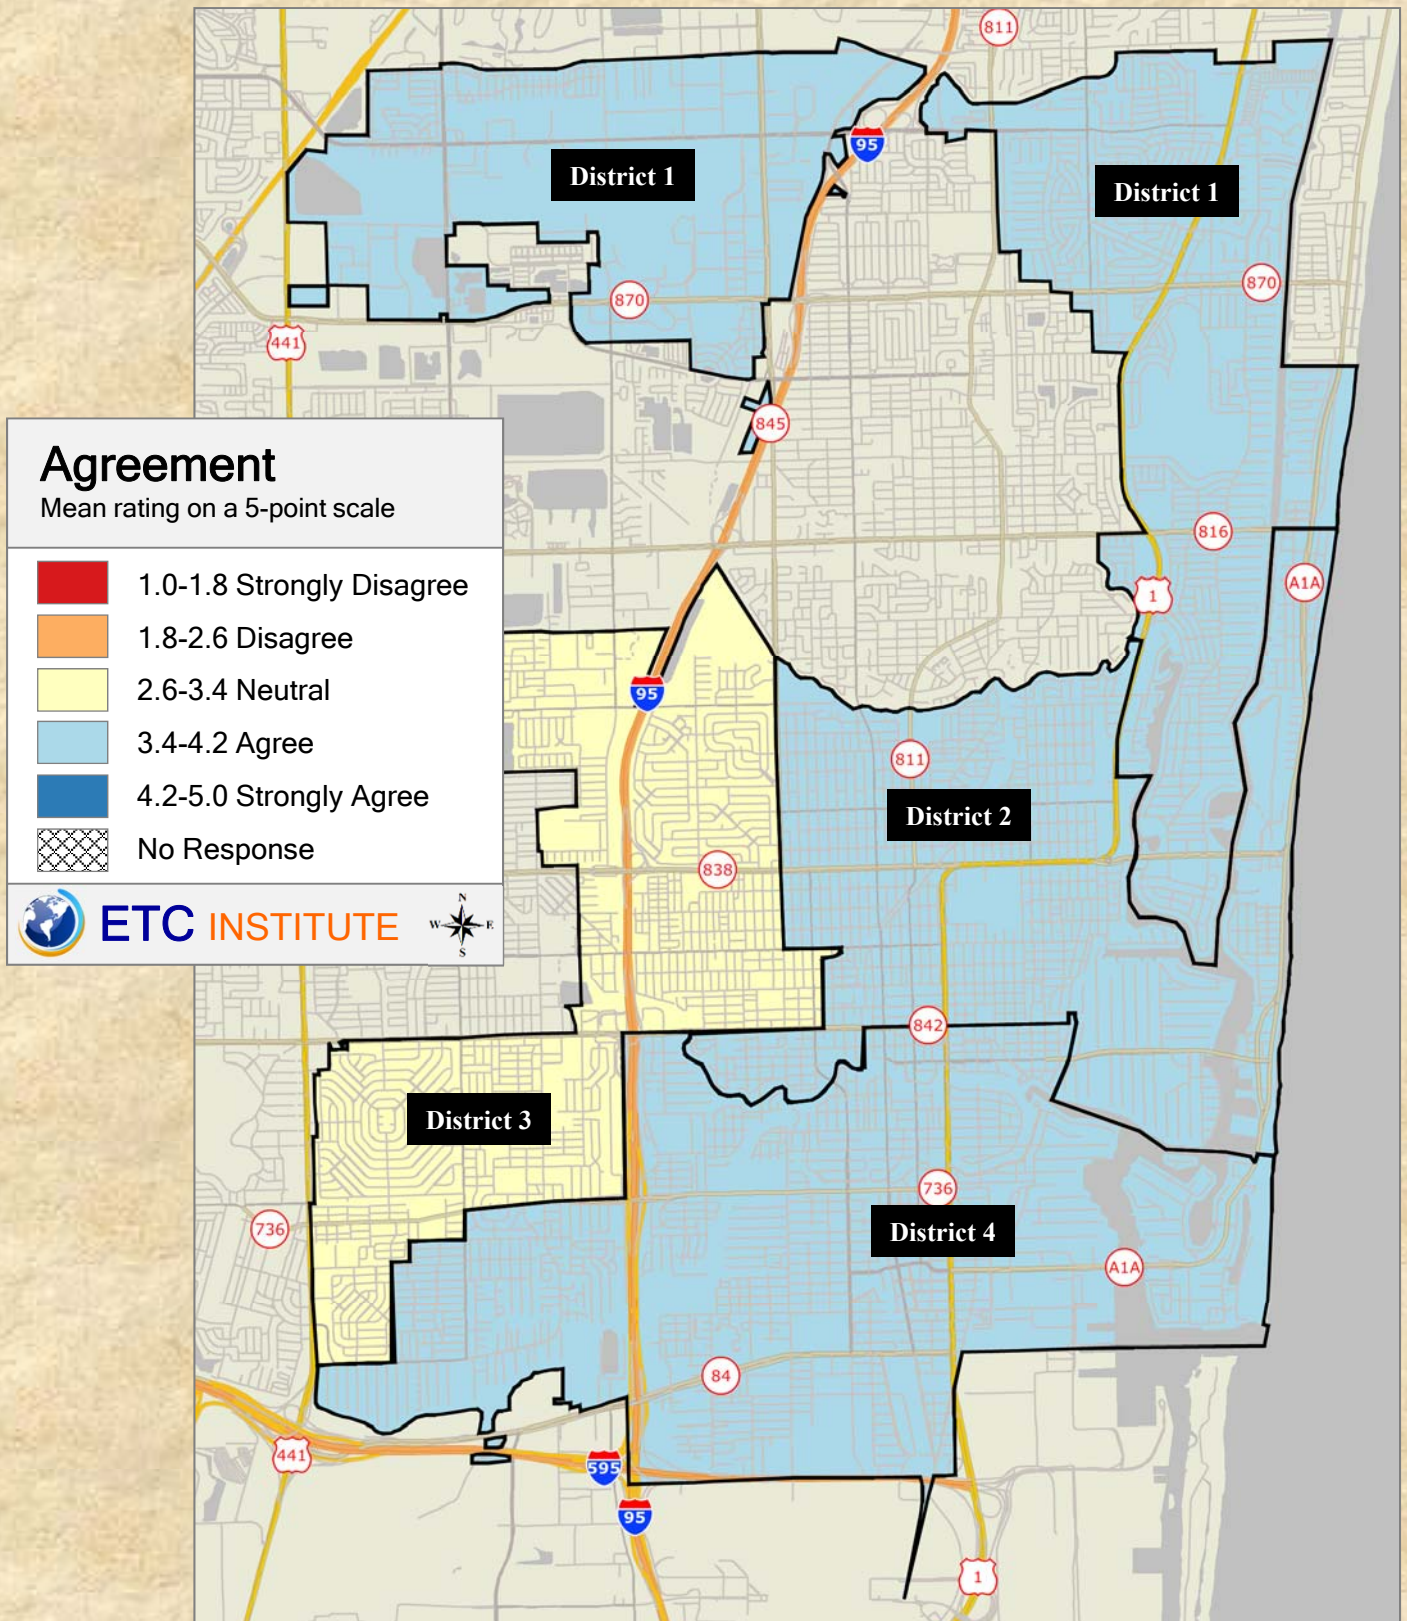 811
95
District 1
District 1
870
870
441
845
Agreement
Mean rating on a 5-point scale
1.0-1.8 Strongly Disagree
1.8-2.6 Disagree
2.6-3.4 Neutral
3.4-4.2 Agree
4.2-5.0 Strongly Agree
No Response
ETC INSTITUTE
N
W E
S
816
A1A
1
95
811
District 2
838
842
District 3
736
736
District 4
A1A
84
441
595
95
1